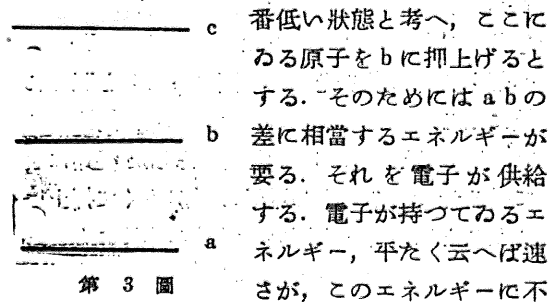 c
b
a
第3圖
番低い狀態と考へ，ここに
ゐる原子をbに押上げると
する．そのためにはabの
差に相當するエネルギーが
要る．それを電子が供給
する．電子が持つてゐるエ
ネルギー，平たく云へば速
さが，このエネルギーに不